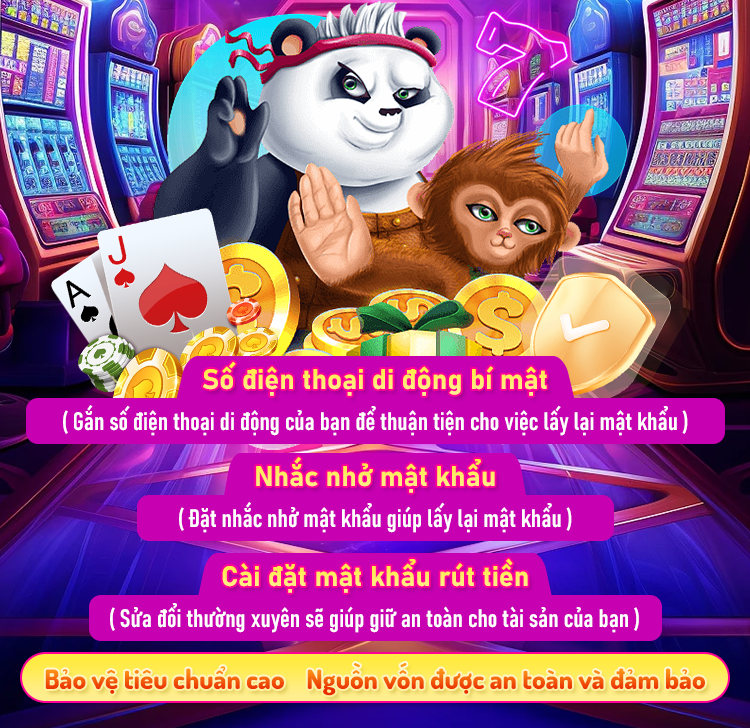 A
J
Số điện thoại di động bí mật
( Gắn số điện thoại di động của bạn để thuận tiện cho việc lấy lại mật khẩu )
Nhắc nhở mật khẩu
( Đặt nhắc nhở mật khẩu giúp lấy lại mật khẩu )
Cài đặt mật khẩu rút tiền
( Sửa đổi thường xuyên sẽ giúp giữ an toàn cho tài sản của bạn )
Bảo vệ tiêu chuẩn cao Nguồn vốn được an toàn và đảm bảo